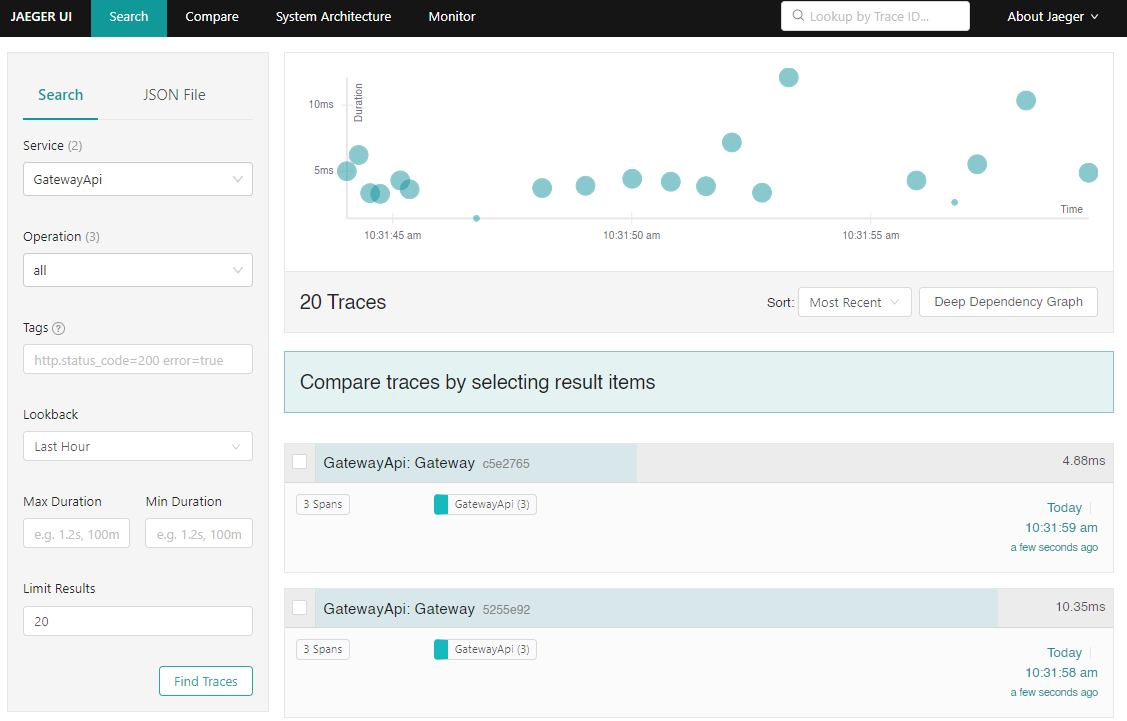 JAEGER UI Search Compare System Architecture Monitor Lookup by Trace ID... About Jaeger
Search JSON File
Service (2)
GatewayApi
Operation (3)
all
Tags ?
http.status_code=200 error=true
Lookback
Last Hour
Max Duration Min Duration
e.g. 1.2s, 100m e.g. 1.2s, 100m
Limit Results
20
Find Traces
Duration
10ms
5ms
Time
10:31:45 am 10:31:50 am 10:31:55 am
20 Traces Sort: Most Recent Deep Dependency Graph
Compare traces by selecting result items
GatewayApi: Gateway c5e2765 4.88ms
3 Spans GatewayApi (3) Today
10:31:59 am
a few seconds ago
GatewayApi: Gateway 5255e92 10.35ms
3 Spans GatewayApi (3) Today
10:31:58 am
a few seconds ago